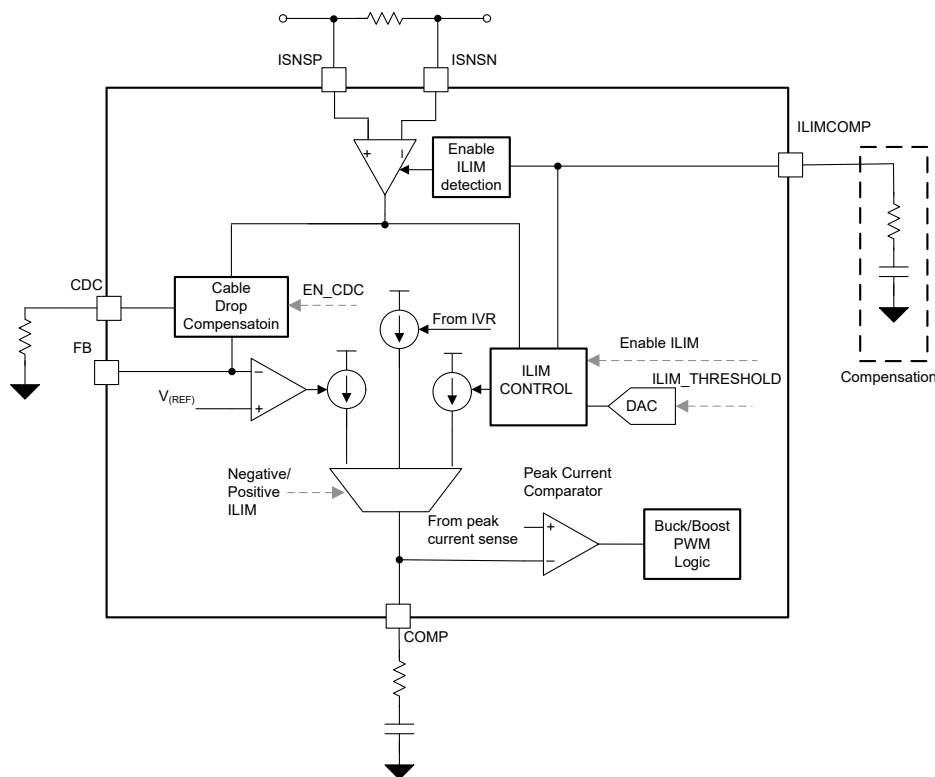 ISNSP
ISNSN
ILIMCOMP
+
−
Enable
ILIM
detection
CDC
Cable
Drop
Compensatoin
EN_CDC
From IVR
FB
Enable ILIM
ILIM
CONTROL
ILIM_THRESHOLD
DAC
Compensation
−
+
V(REF)
Negative/
Positive
ILIM
Peak Current
Comparator
From peak
current sense
+
−
Buck/Boost
PWM
Logic
COMP